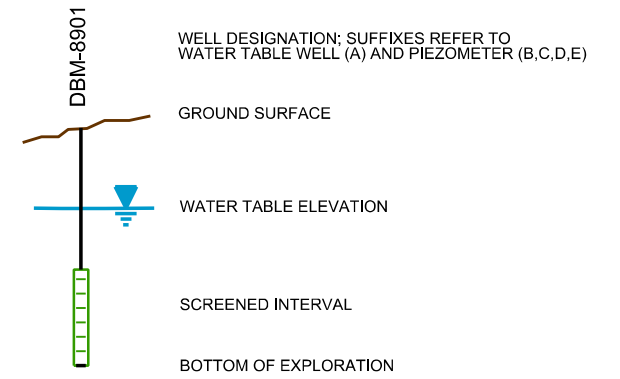 DBM-8901
WELL DESIGNATION; SUFFIXES REFER TO
WATER TABLE WELL (A) AND PIEZOMETER (B,C,D,E)
GROUND SURFACE
WATER TABLE ELEVATION
SCREENED INTERVAL
BOTTOM OF EXPLORATION